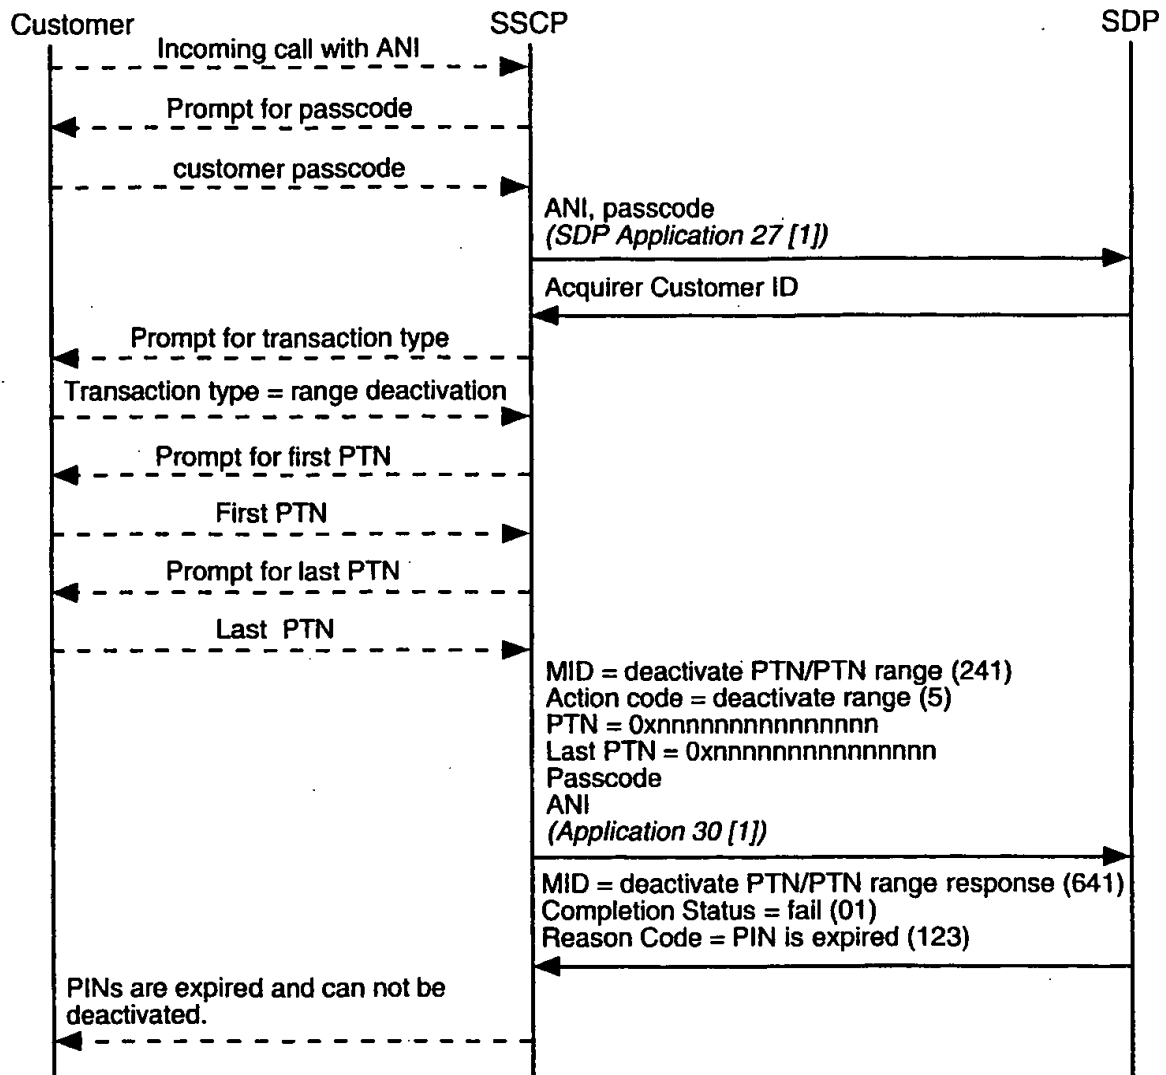 Customer
SSCP
SDP
Incoming call with ANI
Prompt for passcode
customer passcode
ANI, passcode
(SDP Application 27 [1])
Acquirer Customer ID
Prompt for transaction type
Transaction type = range deactivation
Prompt for first PTN
First PTN
Prompt for last PTN
Last PTN
MID = deactivate PTN/PTN range (241)
Action code = deactivate range (5)
PTN = 0xnnnnnnnnnnnnnnnn
Last PTN = 0xnnnnnnnnnnnnnnnn
Passcode
ANI
(Application 30 [1])
MID = deactivate PTN/PTN range response (641)
Completion Status = fail (01)
Reason Code = PIN is expired (123)
PINs are expired and can not be
deactivated.